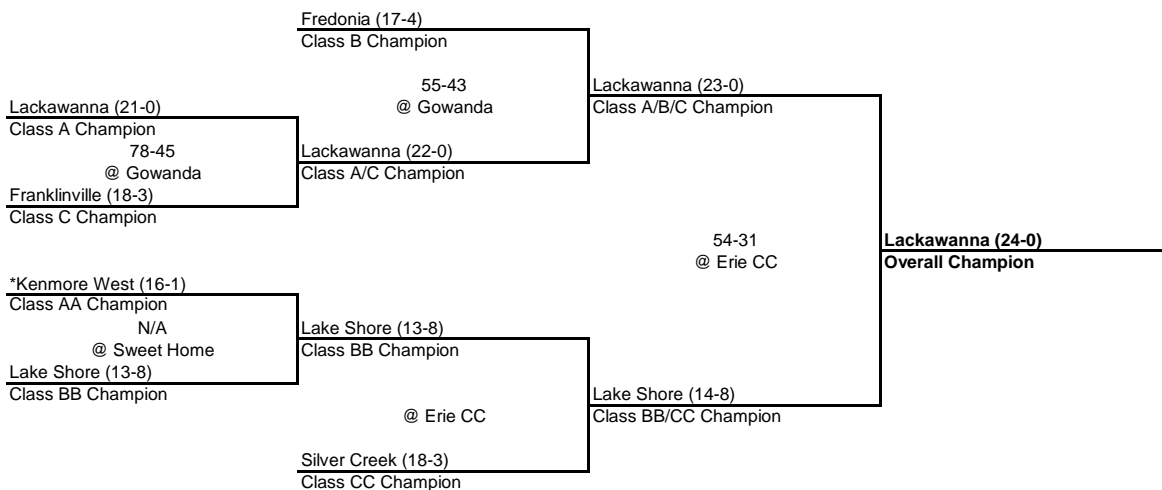 Fredonia (17-4)
Class B Champion
55-43
@ Gowanda
Lackawanna (23-0)
Class A/B/C Champion
Lackawanna (21-0)
Class A Champion
78-45
@ Gowanda
Lackawanna (22-0)
Class A/C Champion
Franklinville (18-3)
Class C Champion
54-31
@ Erie CC
Lackawanna (24-0)
Overall Champion
*Kenmore West (16-1)
Class AA Champion
N/A
@ Sweet Home
Lake Shore (13-8)
Class BB Champion
Lake Shore (13-8)
Class BB Champion
@ Erie CC
Lake Shore (14-8)
Class BB/CC Champion
Silver Creek (18-3)
Class CC Champion